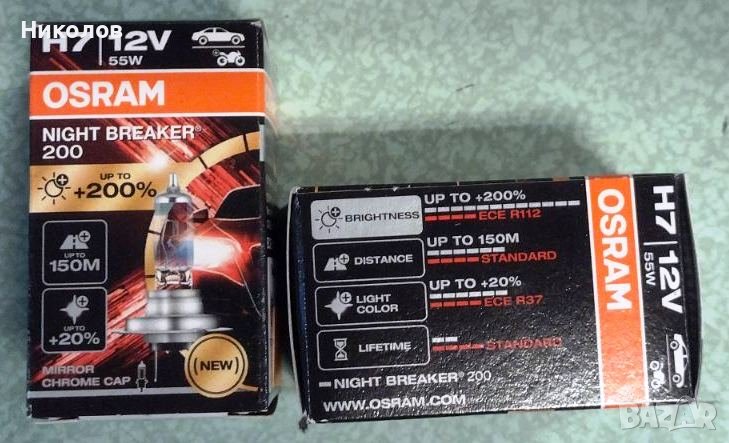 Николов
H7 | 12V
55W
OSRAM
NIGHT BREAKER®
200
UP TO
+200%
UP TO
150M
UP TO
+20%
MIRROR
CHROME CAP
NEW
BRIGHTNESS
UP TO +200%
ECE R112
DISTANCE
UP TO 150M
STANDARD
LIGHT
COLOR
UP TO +20%
ECE R37
LIFETIME
STANDARD
NIGHT BREAKER® 200
WWW.OSRAM.COM
OSRAM
H7 | 12V
55W
BAZAR